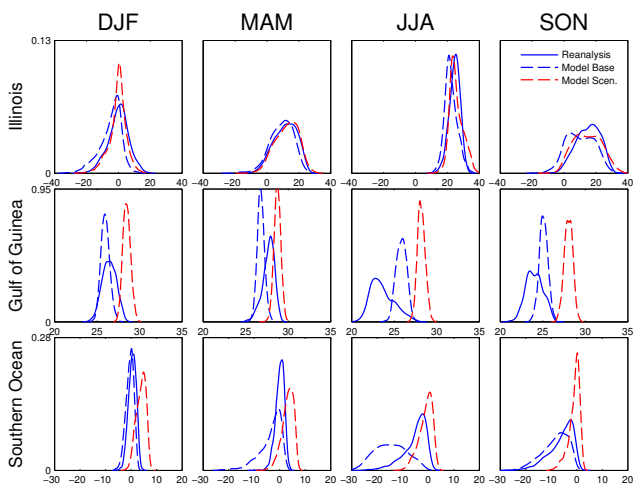 DJF MAM JJA SON
Illinois
0.13
0
Reanalysis
Model Base
Model Scen.
−40 −20 0 20 40 −40 −20 0 20 40 −40 −20 0 20 40 −40 −20 0 20 40
Gulf of Guinea
0.95
0
20 25 30 35 20 25 30 35 20 25 30 35 20 25 30 35
Southern Ocean
0.28
0
−30 −20 −10 0 10 20 −30 −20 −10 0 10 20 −30 −20 −10 0 10 20 −30 −20 −10 0 10 20